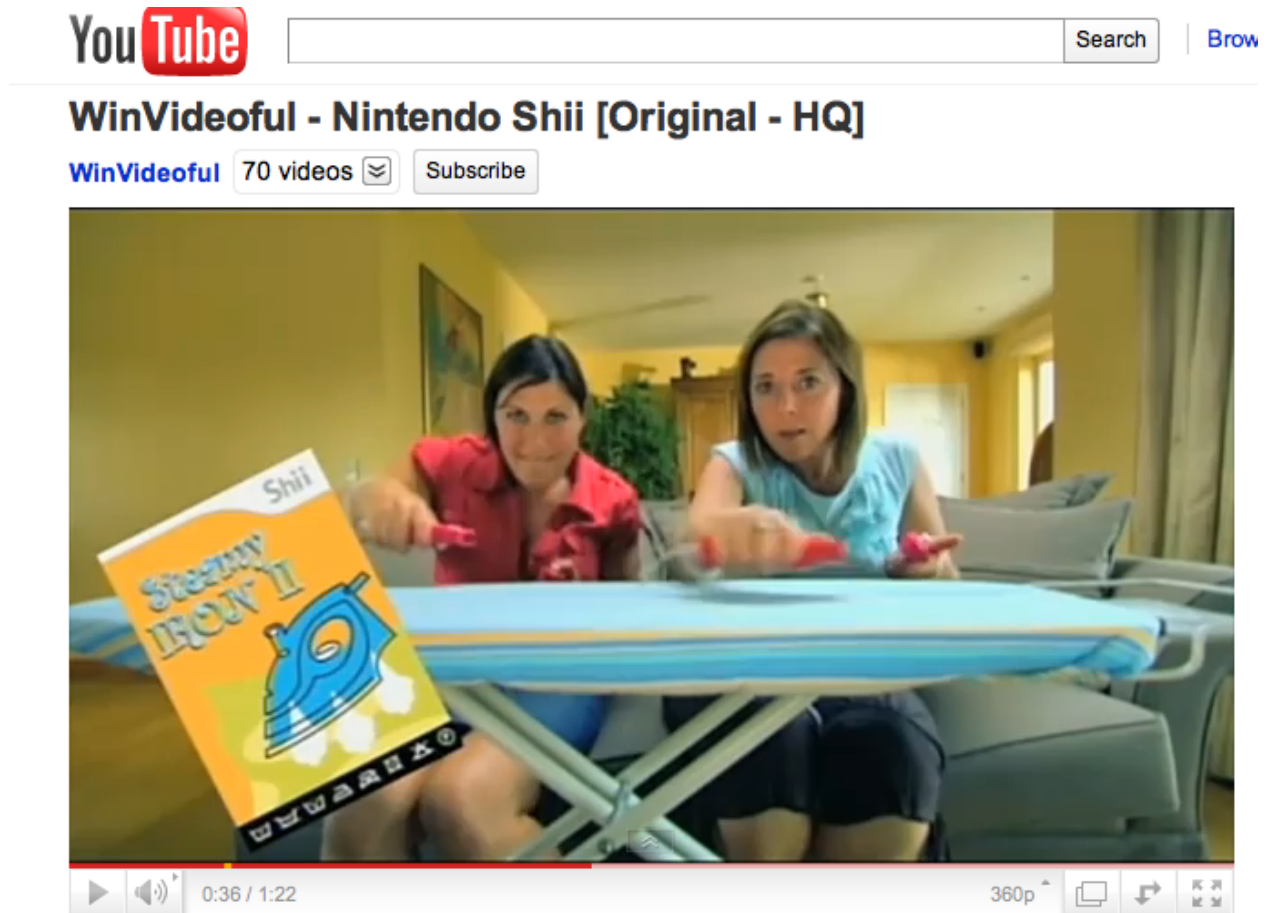 YouTube
Search
Brow
WinVideoful - Nintendo Shii [Original - HQ]
WinVideoful 70 videos Subscribe
Shii
Steamy
IRON II
0:36 / 1:22 360p